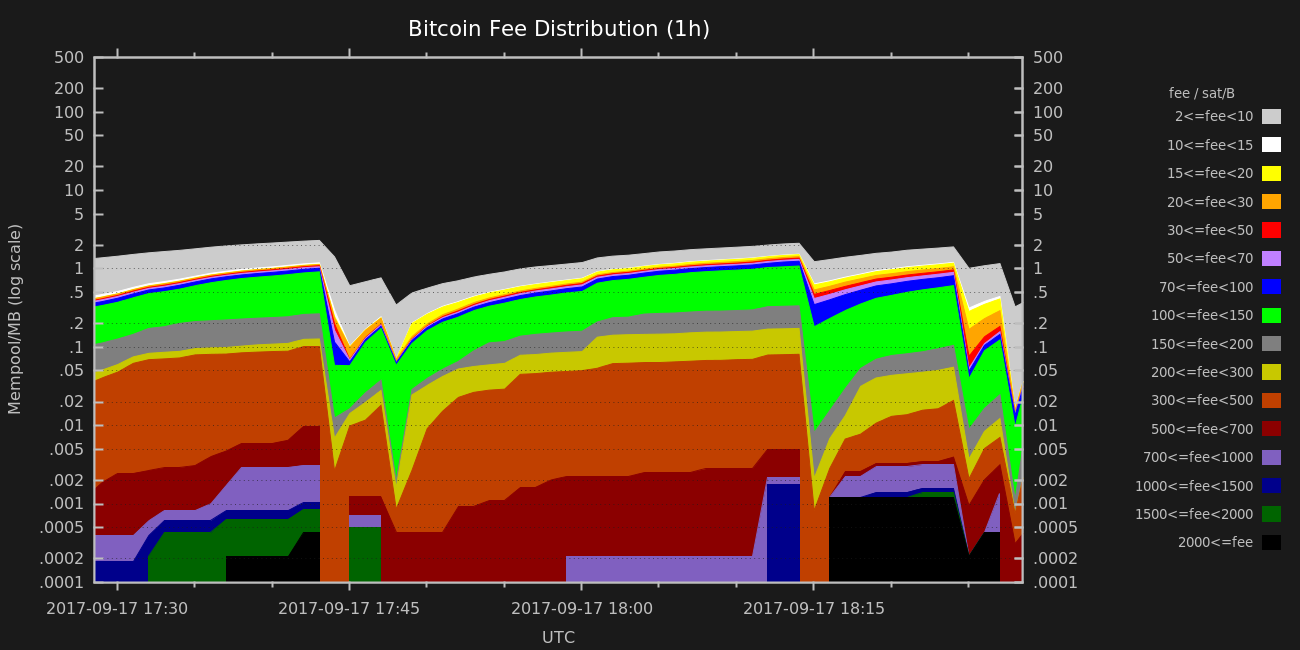 Bitcoin Fee Distribution (1h)
500
200
100
50
20
10
5
2
1
.5
.2
.1
.05
.02
.01
.005
.002
.001
.0005
.0002
.0001
Mempool/MB (log scale)
500
200
100
50
20
10
5
2
1
.5
.2
.1
.05
.02
.01
.005
.002
.001
.0005
.0002
.0001
fee / sat/B
2<=fee<10
10<=fee<15
15<=fee<20
20<=fee<30
30<=fee<50
50<=fee<70
70<=fee<100
100<=fee<150
150<=fee<200
200<=fee<300
300<=fee<500
500<=fee<700
700<=fee<1000
1000<=fee<1500
1500<=fee<2000
2000<=fee
2017-09-17 17:30
2017-09-17 17:45
2017-09-17 18:00
2017-09-17 18:15
UTC